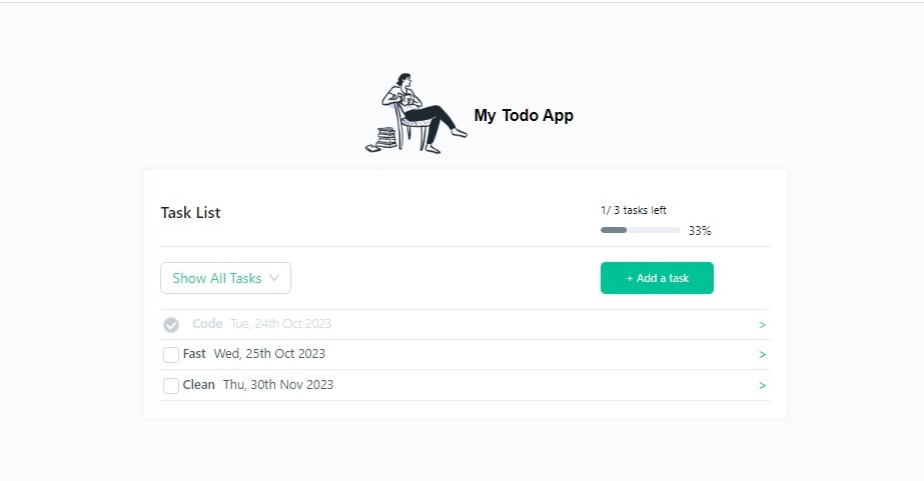 My Todo App
Task List
1/ 3 tasks left
33%
Show All Tasks
+ Add a task
Code Tue, 24th Oct 2023 >
Fast Wed, 25th Oct 2023 >
Clean Thu, 30th Nov 2023 >